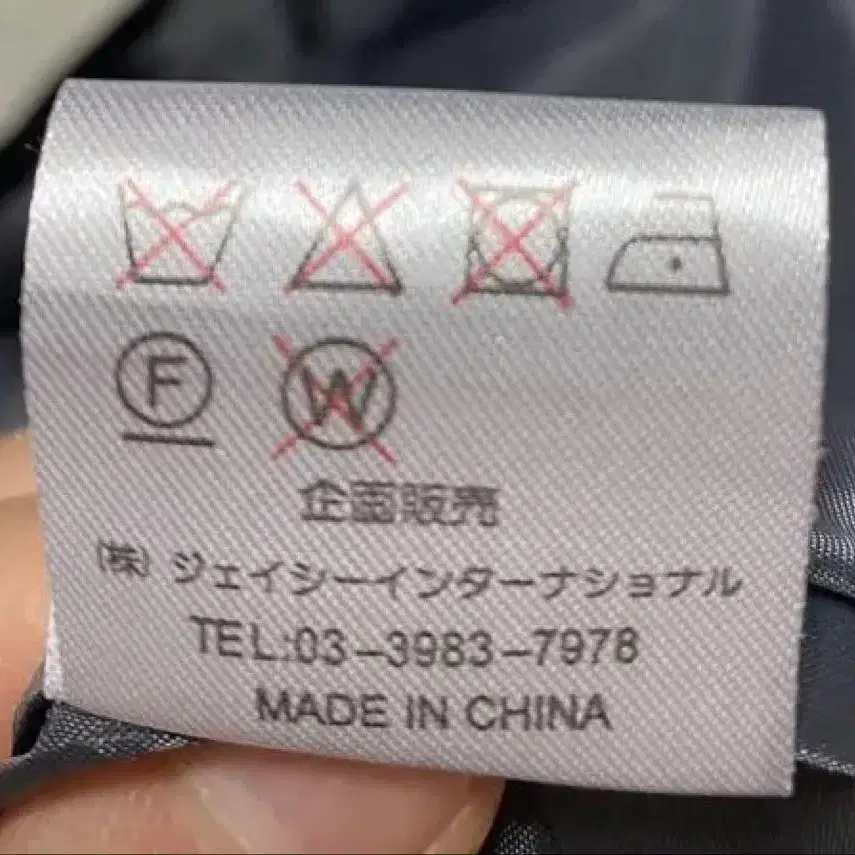 F W
企画販売
(株) ジェイシーインターナショナル
TEL:03-3983-7978
MADE IN CHINA